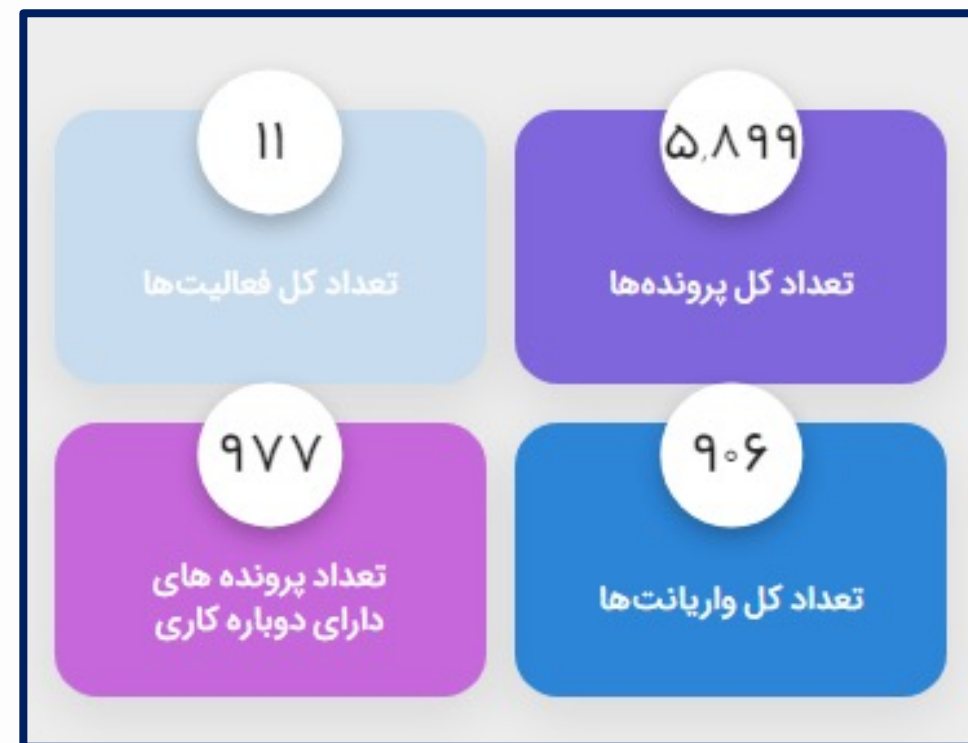 ۵,۸۹۹
تعداد کل پرونده‌ها
۱۱
تعداد کل فعالیت‌ها
۹۰۶
تعداد کل واریانت‌ها
۹۷۷
تعداد پرونده های
دارای دوباره کاری